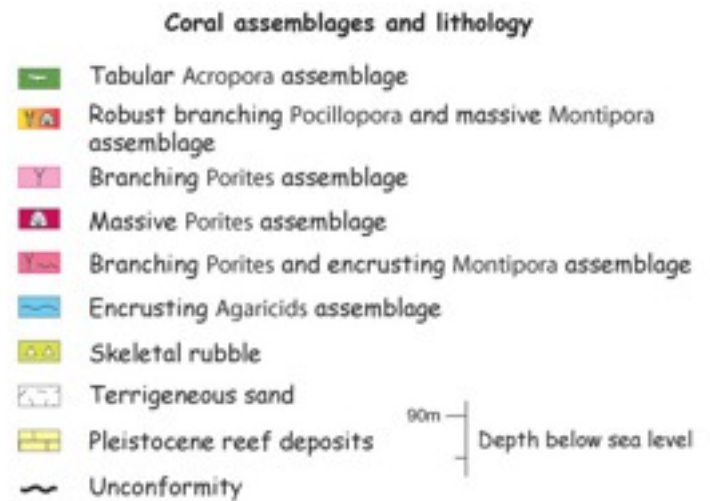 Coral assemblages and lithology
Tabular Acropora assemblage
Robust branching Pocillopora and massive Montipora
assemblage
Branching Porites assemblage
Massive Porites assemblage
Branching Porites and encrusting Montipora assemblage
Encrusting Agaricids assemblage
Skeletal rubble
Terrigeneous sand
90m
Pleistocene reef deposits
Depth below sea level
Unconformity